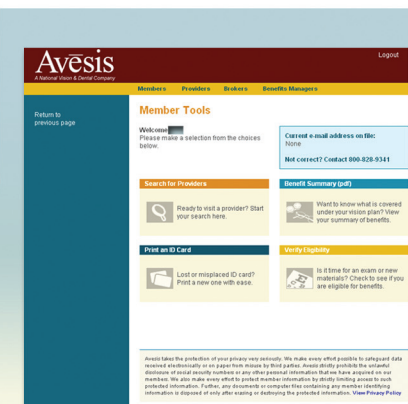 Avēsis
A National Vision & Dental Company
Logout
Members Providers Brokers Benefits Managers
Return to
previous page
Member Tools
Welcome
Please make a selection from the choices
below.
Current e-mail address on file:
None
Not correct? Contact 800-828-9341
Search for Providers
Ready to visit a provider? Start
your search here.
Benefit Summary (pdf)
Want to know what is covered
under your vision plan? View
your summary of benefits.
Print an ID Card
Lost or misplaced ID card?
Print a new one with ease.
Verify Eligibility
Is it time for an exam or new
materials? Check to see if you
are eligible for benefits.
Avesis takes the protection of your privacy very seriously. We make every effort possible to safeguard data
received electronically or on paper from misuse by third parties. Avesis strictly prohibits the unlawful
disclosure of social security numbers or any other personal information that we have acquired on our
members. We also make every effort to protect member information by strictly limiting access to such
protected information. Further, any documents or computer files containing any member identifying
information is disposed of only after erasing or destroying the protected information. View Privacy Policy